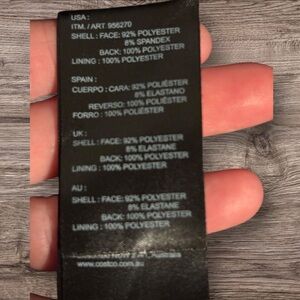 USA :
ITM. / ART. 956270
SHELL : FACE: 92% POLYESTER
8% SPANDEX
BACK: 100% POLYESTER
LINING : 100% POLYESTER
SPAIN :
CUERPO : CARA: 92% POLIÉSTER
8% ELASTANO
REVERSO: 100% POLIÉSTER
FORRO : 100% POLIÉSTER
UK :
SHELL : FACE: 92% POLYESTER
8% ELASTANE
BACK: 100% POLYESTER
LINING : 100% POLYESTER
AU :
SHELL : FACE: 92% POLYESTER
8% ELASTANE
BACK: 100% POLYESTER
LINING : 100% POLYESTER
Australia
www.costco.com.au